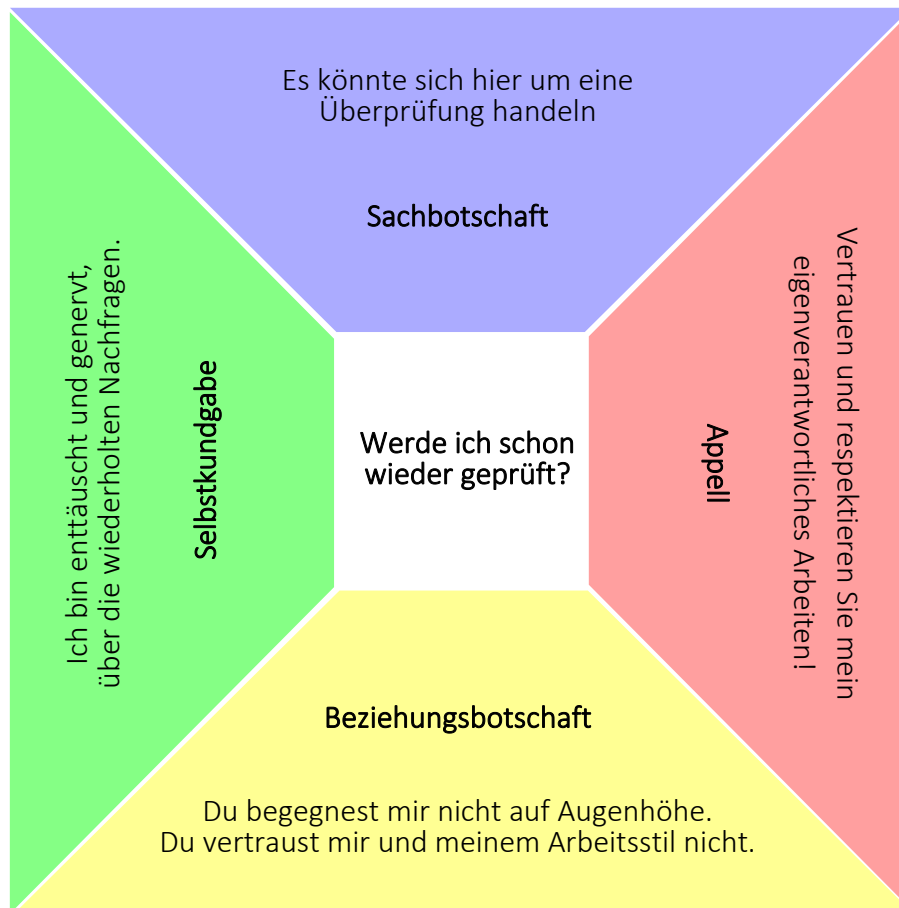 Es könnte sich hier um eine
Überprüfung handeln
Sachbotschaft
Ich bin enttäuscht und genervt,
über die wiederholten Nachfragen.
Selbstkundgabe
Werde ich schon
wieder geprüft?
Appell
Vertrauen und respektieren Sie mein
eigenverantwortliches Arbeiten!
Beziehungsbotschaft
Du begegnest mir nicht auf Augenhöhe.
Du vertraust mir und meinem Arbeitsstil nicht.